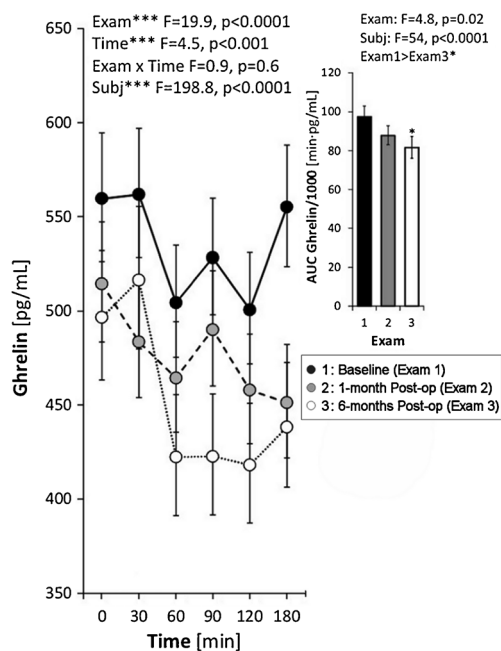 Exam*** F=19.9, p<0.0001
Time*** F=4.5, p<0.001
Exam x Time F=0.9, p=0.6
Subj*** F=198.8, p<0.0001
Exam: F=4.8, p=0.02
Subj: F=54, p<0.0001
Exam1>Exam3*
AUC Ghrelin/1000 [min·pg/mL]
120
100
80
60
40
20
0
*
1 2 3
Exam
1: Baseline (Exam 1)
2: 1-month Post-op (Exam 2)
3: 6-months Post-op (Exam 3)
Ghrelin [pg/mL]
650
600
550
500
450
400
350
0 30 60 90 120 180
Time [min]